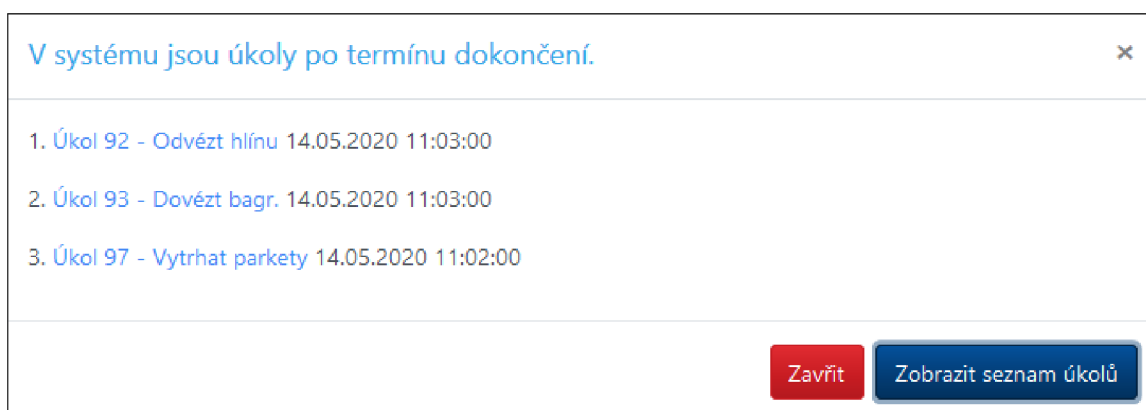 V systému jsou úkoly po termínu dokončení.
×
1. Úkol 92 - Odvézt hlínu 14.05.2020 11:03:00
2. Úkol 93 - Dovézt bagr. 14.05.2020 11:03:00
3. Úkol 97 - Vytrhat parkety 14.05.2020 11:02:00
Zavřit
Zobrazit seznam úkolů